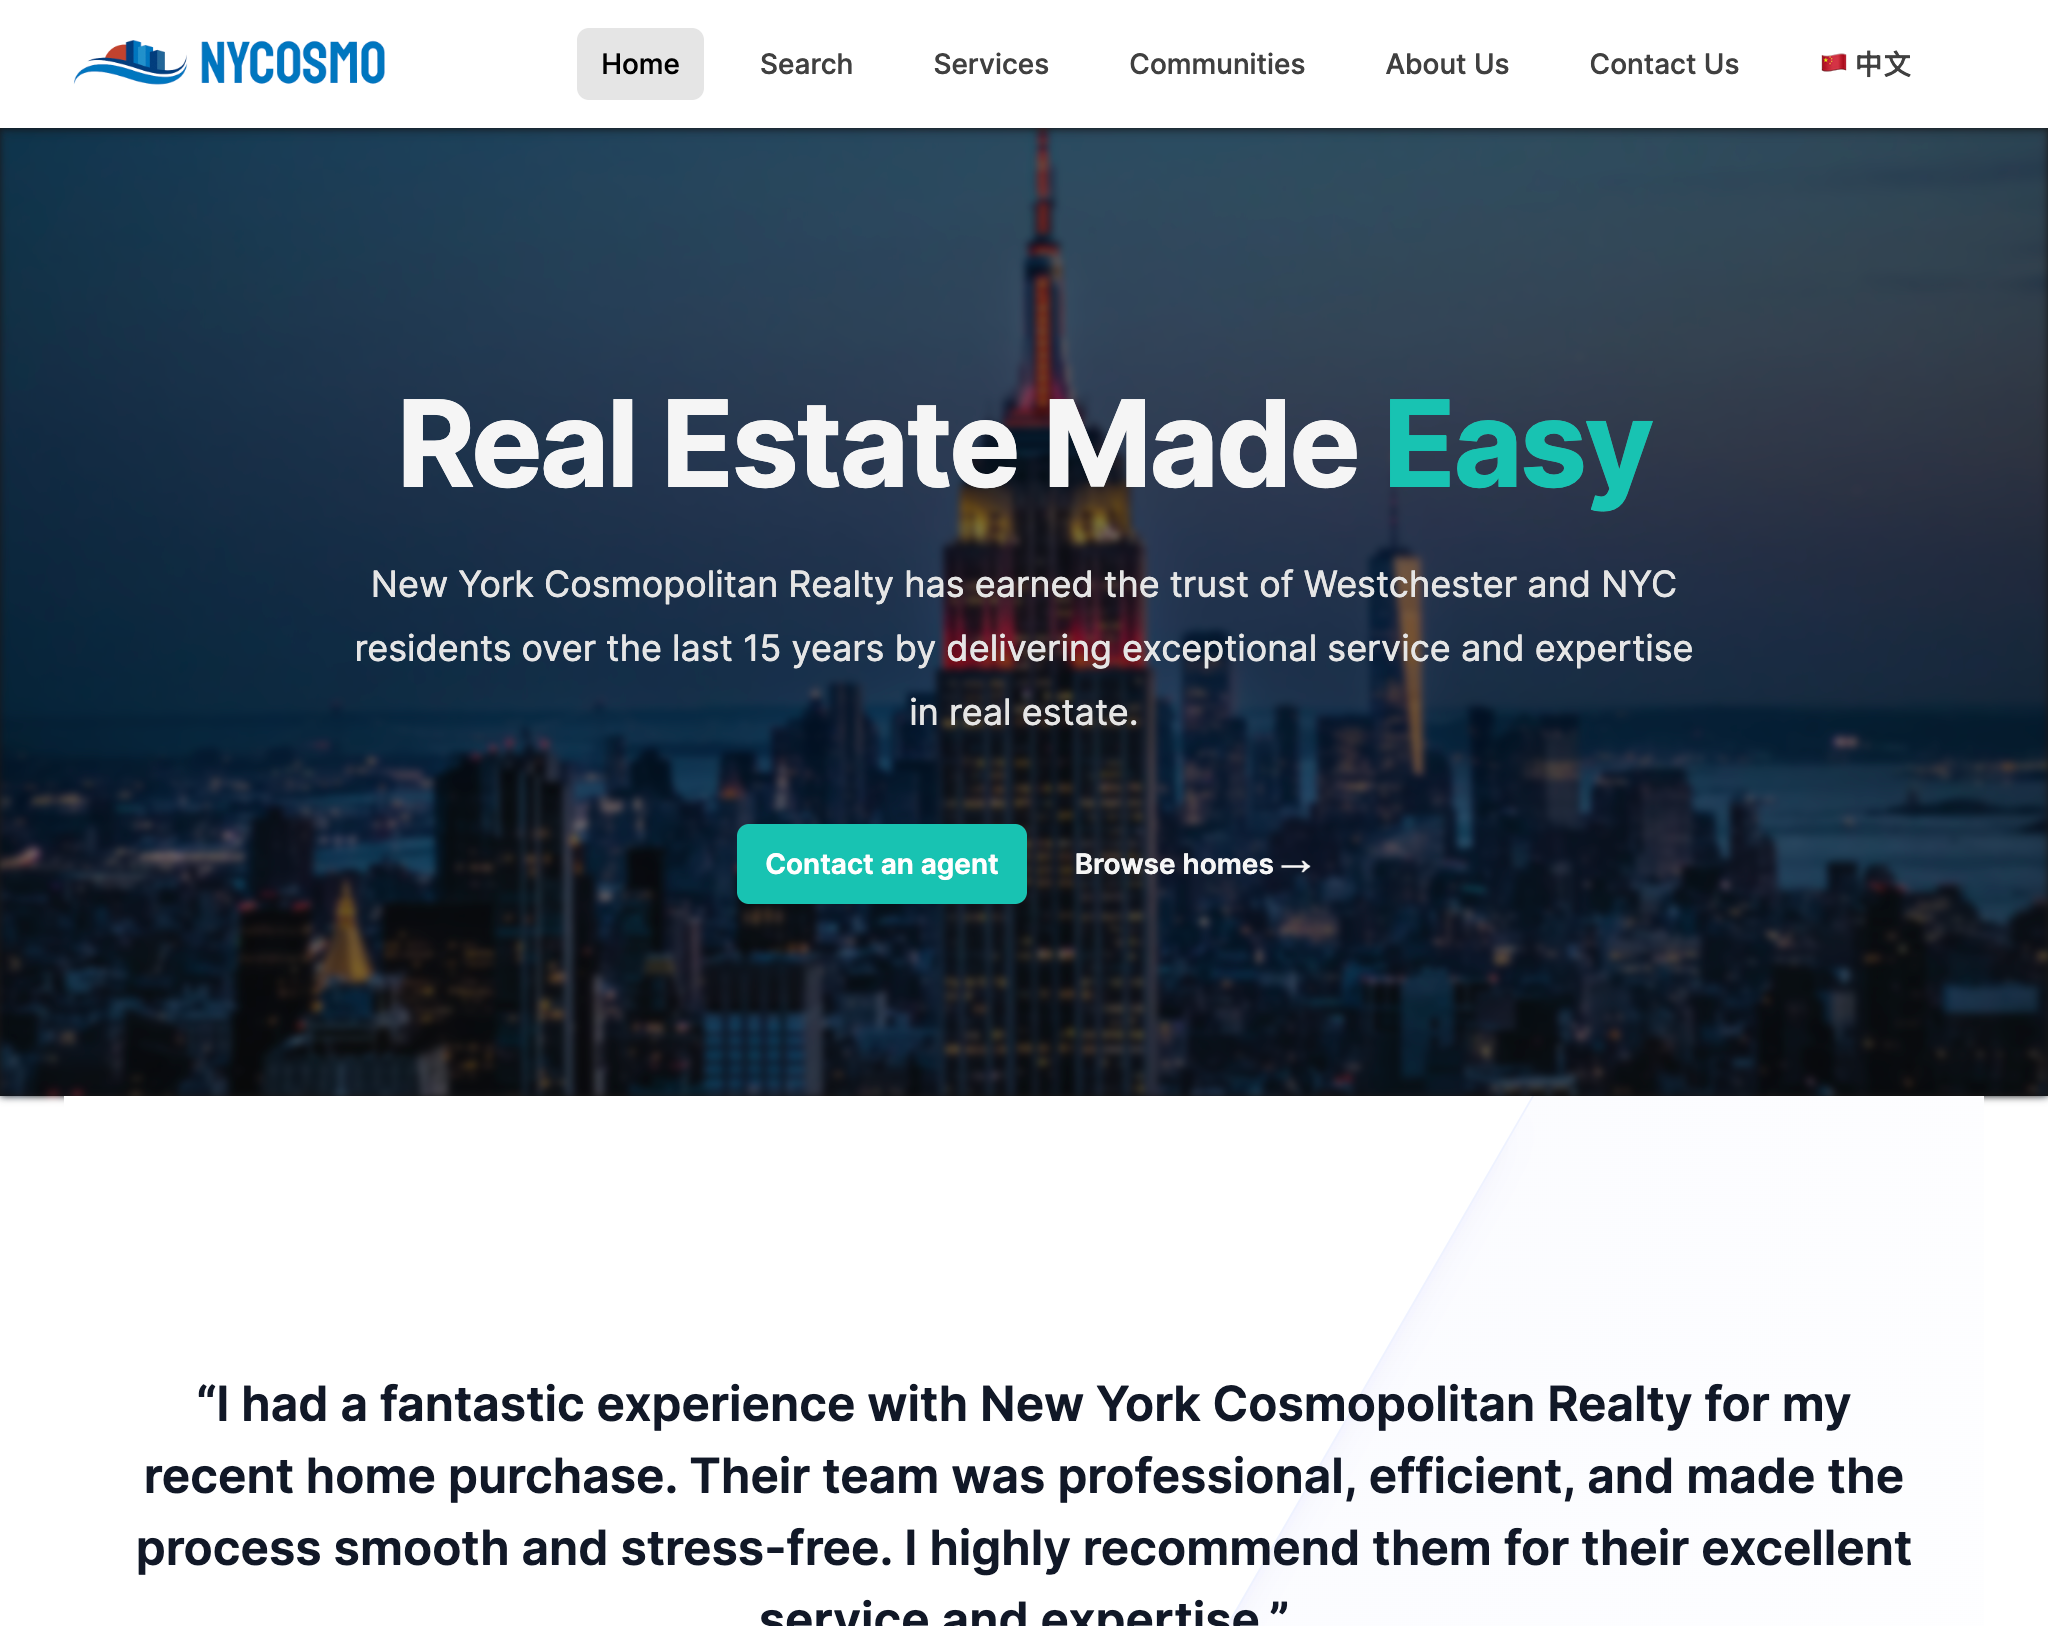 NYCOSMO
Home
Search
Services
Communities
About Us
Contact Us
🇨🇳 中文
Real Estate Made Easy
New York Cosmopolitan Realty has earned the trust of Westchester and NYC
residents over the last 15 years by delivering exceptional service and expertise
in real estate.
Contact an agent
Browse homes →
“I had a fantastic experience with New York Cosmopolitan Realty for my
recent home purchase. Their team was professional, efficient, and made the
process smooth and stress-free. I highly recommend them for their excellent
service and expertise.”